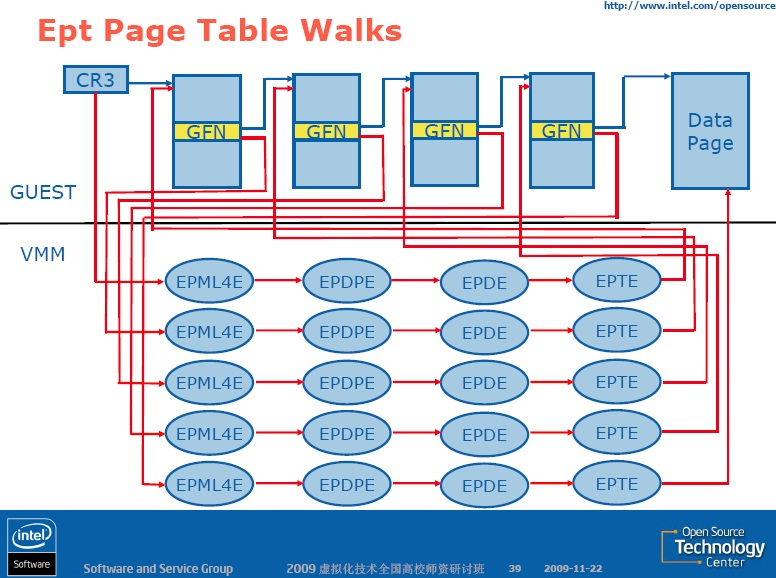 http://www.intel.com/opensource
Ept Page Table Walks
CR3
GFN
GFN
GFN
GFN
Data
Page
GUEST
VMM
EPML4E
EPDPE
EPDE
EPTE
EPML4E
EPDPE
EPDE
EPTE
EPML4E
EPDPE
EPDE
EPTE
EPML4E
EPDPE
EPDE
EPTE
EPML4E
EPDPE
EPDE
EPTE
intel
Software
Software and Service Group
2009 虚拟化技术全国高校师资研讨班
39
2009-11-22
Open Source
Technology
Center